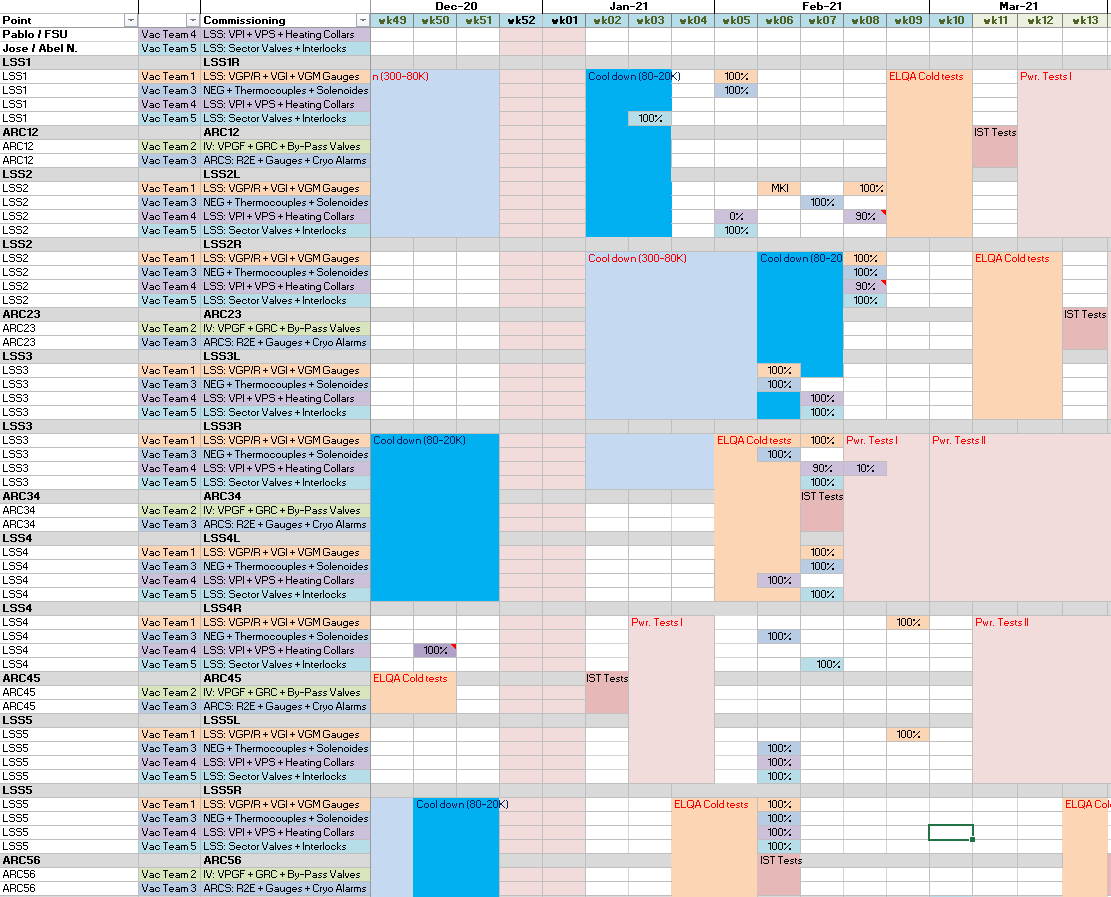 Dec-20 Jan-21 Feb-21 Mar-21
Point Commissioning wk49 wk50 wk51 wk52 wk01 wk02 wk03 wk04 wk05 wk06 wk07 wk08 wk09 wk10 wk11 wk12 wk13
Pablo / FSU Vac Team 4 LSS: VPI + VPS + Heating Collars
Jose / Abel N. Vac Team 5 LSS: Sector Valves + Interlocks
LSS1 LSS1R
LSS1 Vac Team 1 LSS: VGP/R + VGI + VGM Gauges n (300-80K) Cool down (80-20K) 100% ELQA Cold tests Pwr. Tests I
LSS1 Vac Team 3 NEG + Thermocouples + Solenoides 100%
LSS1 Vac Team 4 LSS: VPI + VPS + Heating Collars
LSS1 Vac Team 5 LSS: Sector Valves + Interlocks 100%
ARC12 ARC12 IST Tests
ARC12 Vac Team 2 IV: VPGF + GRC + By-Pass Valves
ARC12 Vac Team 3 ARCS: R2E + Gauges + Cryo Alarms
LSS2 LSS2L
LSS2 Vac Team 1 LSS: VGP/R + VGI + VGM Gauges MKI 100%
LSS2 Vac Team 3 NEG + Thermocouples + Solenoides 100%
LSS2 Vac Team 4 LSS: VPI + VPS + Heating Collars 0% 90%
LSS2 Vac Team 5 LSS: Sector Valves + Interlocks 100%
LSS2 LSS2R
LSS2 Vac Team 1 LSS: VGP/R + VGI + VGM Gauges Cool down (300-80K) Cool down (80-20 100% ELQA Cold tests
LSS2 Vac Team 3 NEG + Thermocouples + Solenoides 100%
LSS2 Vac Team 4 LSS: VPI + VPS + Heating Collars 90%
LSS2 Vac Team 5 LSS: Sector Valves + Interlocks 100%
ARC23 ARC23 IST Tests
ARC23 Vac Team 2 IV: VPGF + GRC + By-Pass Valves
ARC23 Vac Team 3 ARCS: R2E + Gauges + Cryo Alarms
LSS3 LSS3L
LSS3 Vac Team 1 LSS: VGP/R + VGI + VGM Gauges 100%
LSS3 Vac Team 3 NEG + Thermocouples + Solenoides 100%
LSS3 Vac Team 4 LSS: VPI + VPS + Heating Collars 100%
LSS3 Vac Team 5 LSS: Sector Valves + Interlocks 100%
LSS3 LSS3R
LSS3 Vac Team 1 LSS: VGP/R + VGI + VGM Gauges Cool down (80-20K) ELQA Cold tests 100% Pwr. Tests I Pwr. Tests II
LSS3 Vac Team 3 NEG + Thermocouples + Solenoides 100%
LSS3 Vac Team 4 LSS: VPI + VPS + Heating Collars 90% 10%
LSS3 Vac Team 5 LSS: Sector Valves + Interlocks 100%
ARC34 ARC34 IST Tests
ARC34 Vac Team 2 IV: VPGF + GRC + By-Pass Valves
ARC34 Vac Team 3 ARCS: R2E + Gauges + Cryo Alarms
LSS4 LSS4L
LSS4 Vac Team 1 LSS: VGP/R + VGI + VGM Gauges 100%
LSS4 Vac Team 3 NEG + Thermocouples + Solenoides 100%
LSS4 Vac Team 4 LSS: VPI + VPS + Heating Collars 100%
LSS4 Vac Team 5 LSS: Sector Valves + Interlocks 100%
LSS4 LSS4R
LSS4 Vac Team 1 LSS: VGP/R + VGI + VGM Gauges Pwr. Tests I 100% Pwr. Tests II
LSS4 Vac Team 3 NEG + Thermocouples + Solenoides 100%
LSS4 Vac Team 4 LSS: VPI + VPS + Heating Collars 100%
LSS4 Vac Team 5 LSS: Sector Valves + Interlocks 100%
ARC45 ARC45 ELQA Cold tests IST Tests
ARC45 Vac Team 2 IV: VPGF + GRC + By-Pass Valves
ARC45 Vac Team 3 ARCS: R2E + Gauges + Cryo Alarms
LSS5 LSS5L
LSS5 Vac Team 1 LSS: VGP/R + VGI + VGM Gauges 100%
LSS5 Vac Team 3 NEG + Thermocouples + Solenoides 100%
LSS5 Vac Team 4 LSS: VPI + VPS + Heating Collars 100%
LSS5 Vac Team 5 LSS: Sector Valves + Interlocks 100%
LSS5 LSS5R
LSS5 Vac Team 1 LSS: VGP/R + VGI + VGM Gauges Cool down (80-20K) ELQA Cold tests 100% ELQA Col
LSS5 Vac Team 3 NEG + Thermocouples + Solenoides 100%
LSS5 Vac Team 4 LSS: VPI + VPS + Heating Collars 100%
LSS5 Vac Team 5 LSS: Sector Valves + Interlocks 100%
ARC56 ARC56 IST Tests
ARC56 Vac Team 2 IV: VPGF + GRC + By-Pass Valves
ARC56 Vac Team 3 ARCS: R2E + Gauges + Cryo Alarms